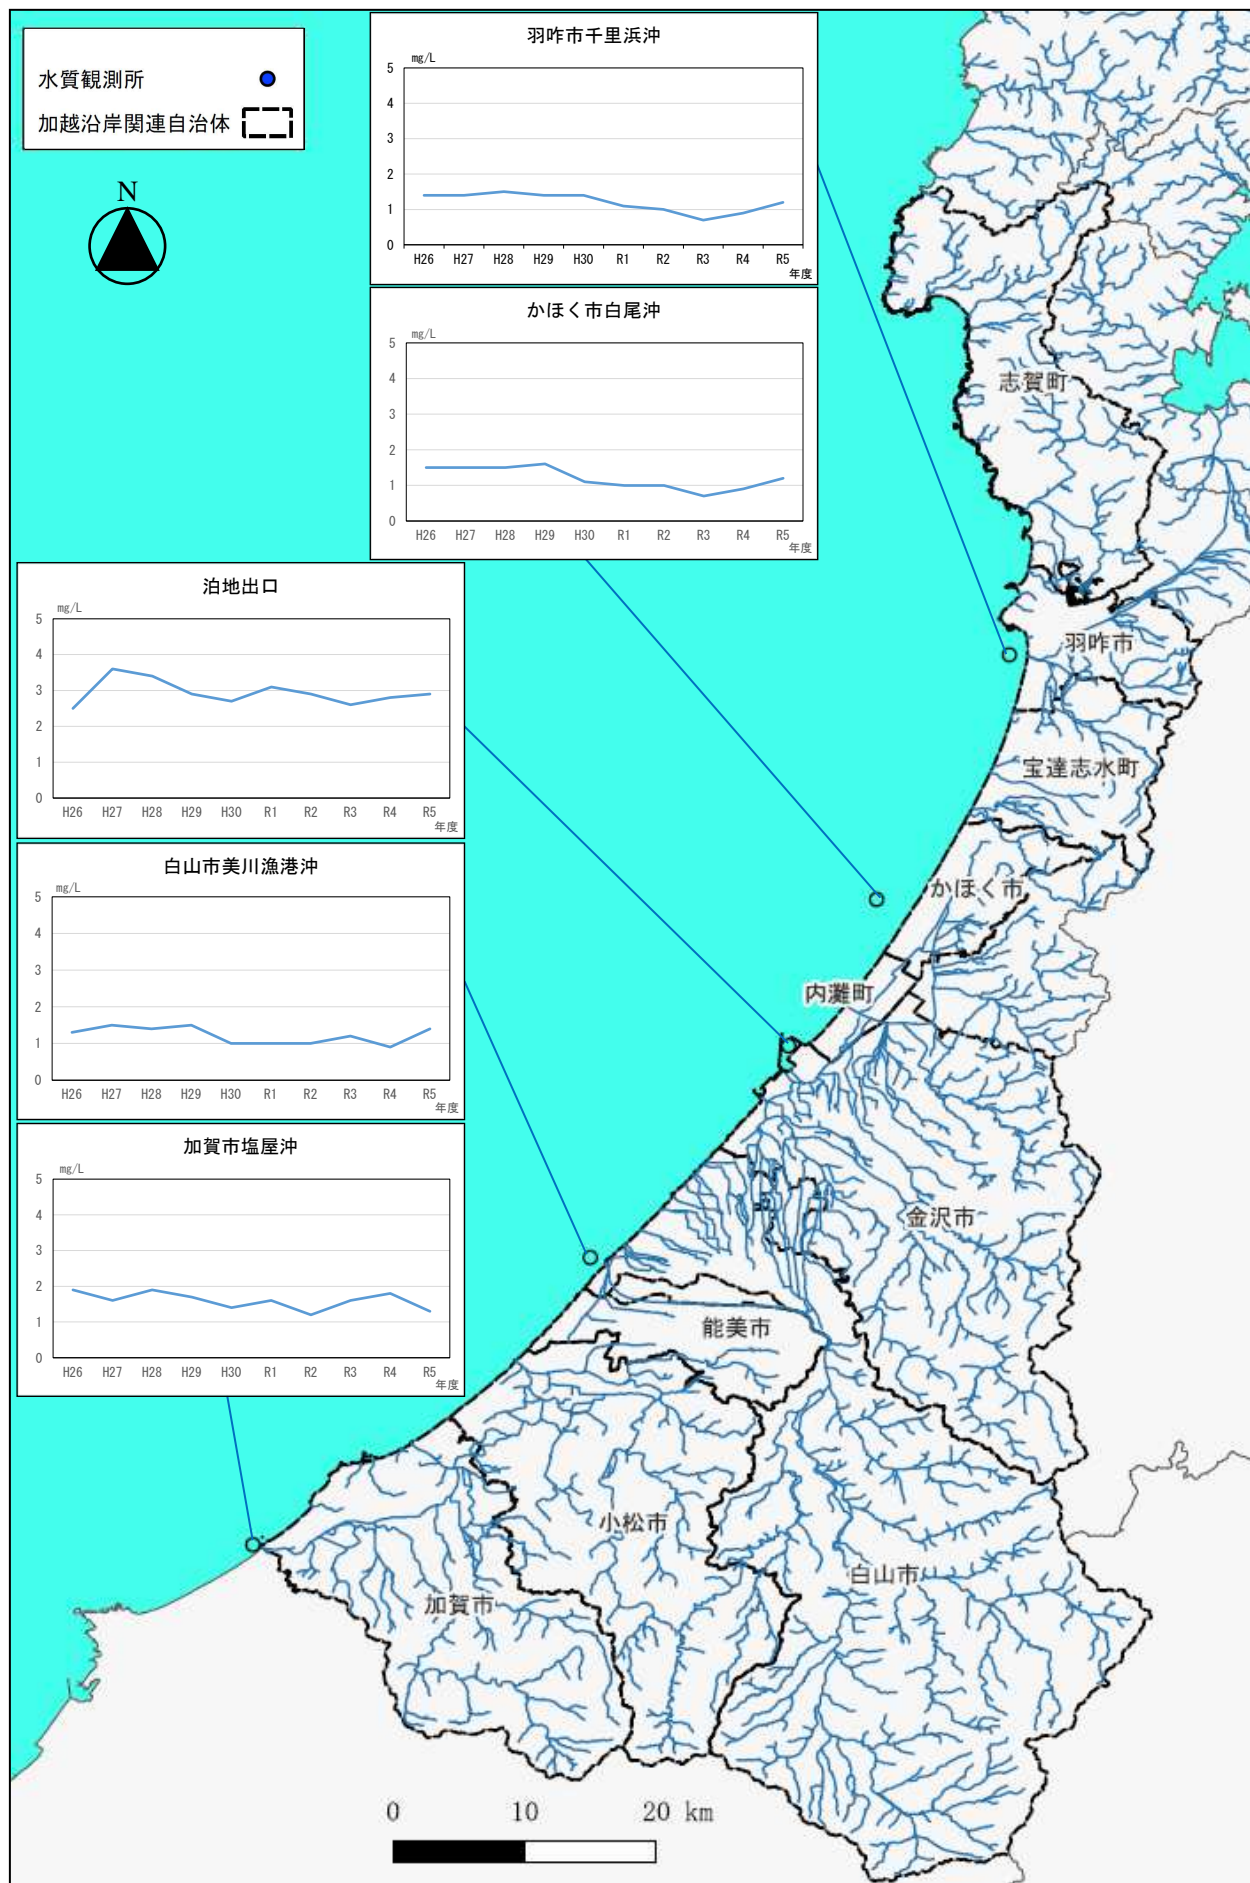 水質観測所
加越沿岸関連自治体
N
羽咋市千里浜沖
mg/L
5
4
3
2
1
0
H26 H27 H28 H29 H30 R1 R2 R3 R4 R5
年度
かほく市白尾沖
mg/L
5
4
3
2
1
0
H26 H27 H28 H29 H30 R1 R2 R3 R4 R5
年度
泊地出口
mg/L
5
4
3
2
1
0
H26 H27 H28 H29 H30 R1 R2 R3 R4 R5
年度
白山市美川漁港沖
mg/L
5
4
3
2
1
0
H26 H27 H28 H29 H30 R1 R2 R3 R4 R5
年度
加賀市塩屋沖
mg/L
5
4
3
2
1
0
H26 H27 H28 H29 H30 R1 R2 R3 R4 R5
年度
志賀町
羽咋市
宝達志水町
かほく市
内灘町
金沢市
能美市
小松市
白山市
加賀市
0 10 20 km